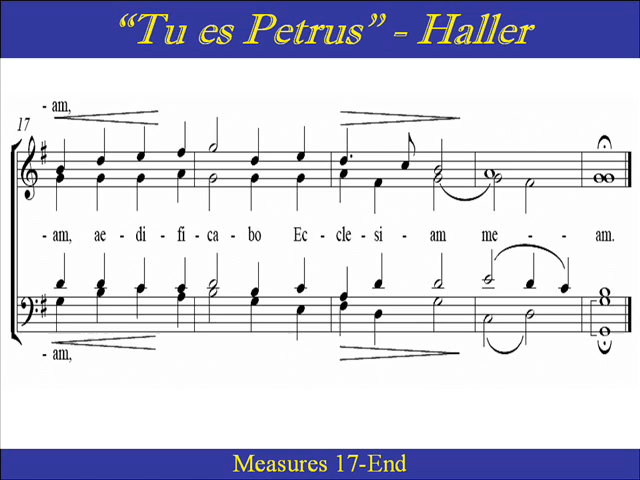 “Tu es Petrus” - Haller
- am,
17
- am, ae - di - fi - ca - bo Ec - cle - si - am me - - am.
- am,
Measures 17-End